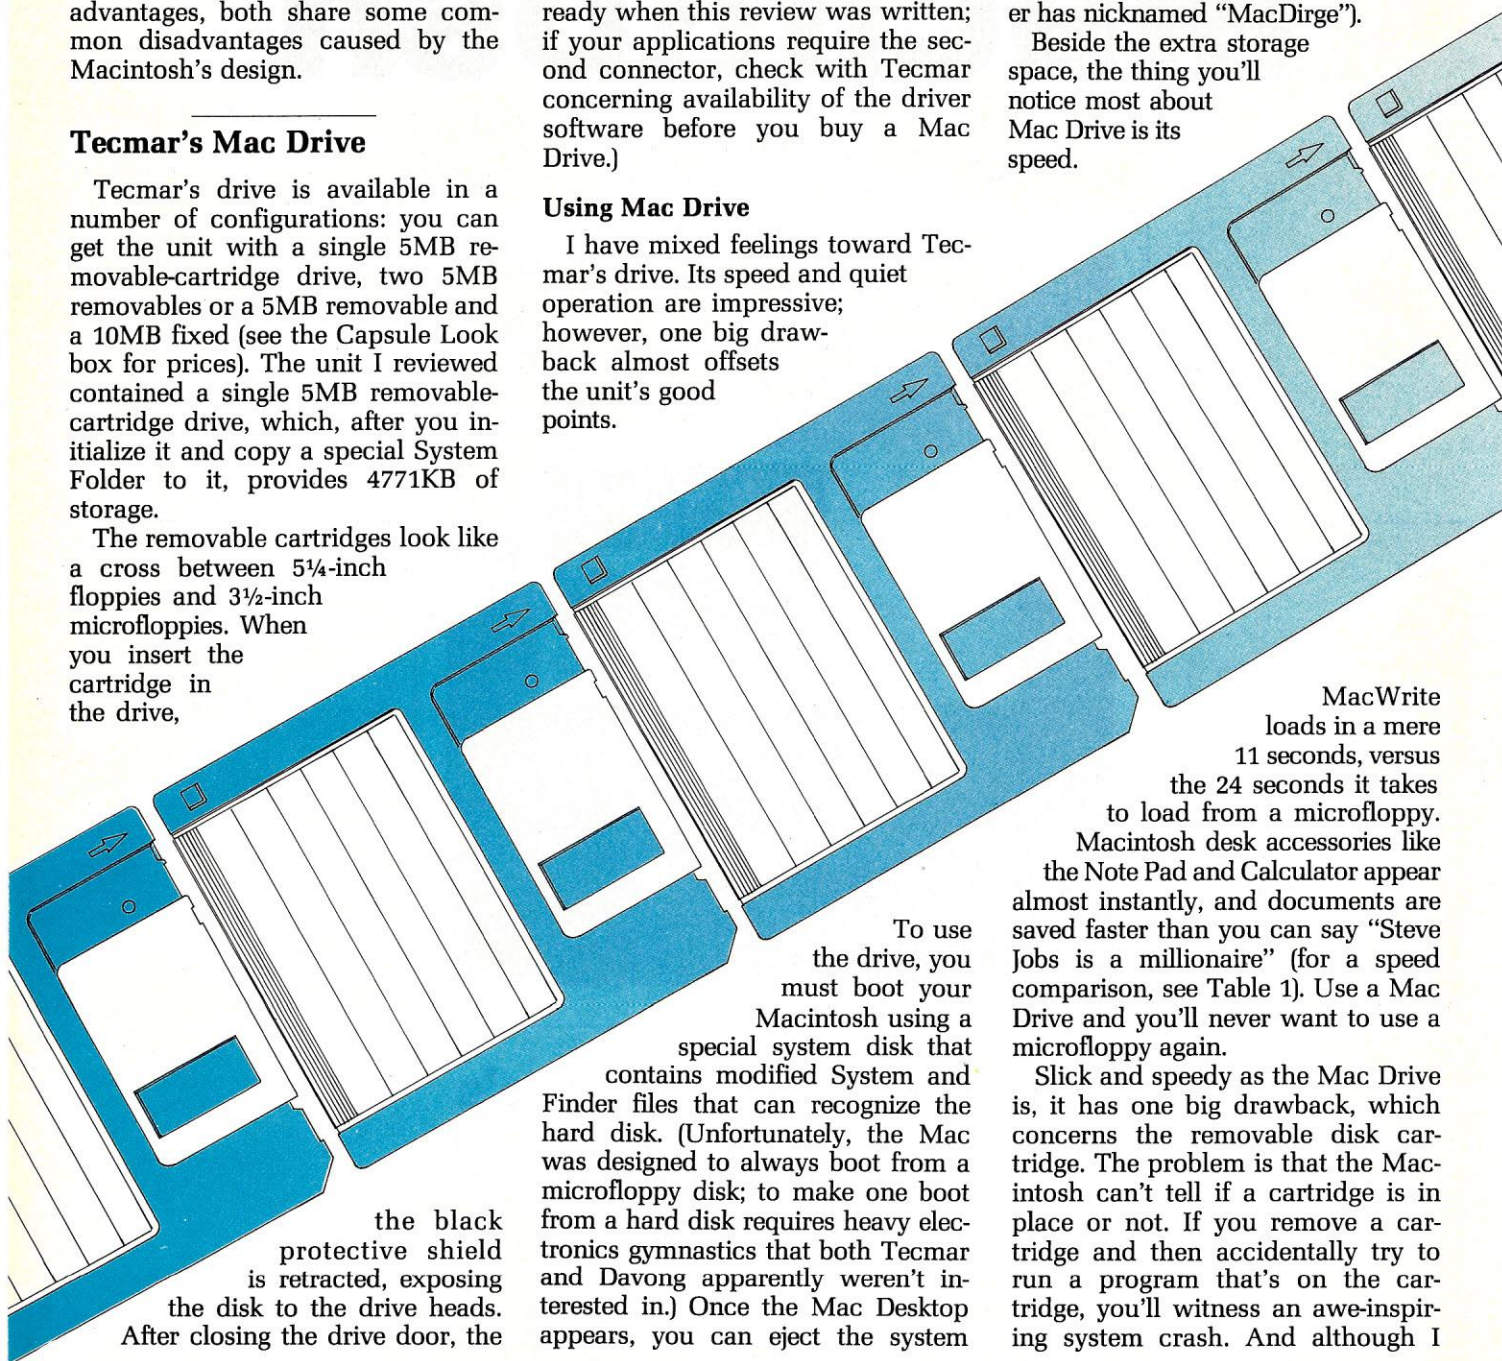 advantages, both share some com-
mon disadvantages caused by the
Macintosh's design.
Tecmar's Mac Drive
Tecmar's drive is available in a
number of configurations: you can
get the unit with a single 5MB re-
movable-cartridge drive, two 5MB
removables or a 5MB removable and
a 10MB fixed (see the Capsule Look
box for prices). The unit I reviewed
contained a single 5MB removable-
cartridge drive, which, after you in-
itialize it and copy a special System
Folder to it, provides 4771KB of
storage.
The removable cartridges look like
a cross between 5¼-inch
floppies and 3½-inch
microfloppies. When
you insert the
cartridge in
the drive,
the black
protective shield
is retracted, exposing
the disk to the drive heads.
After closing the drive door, the
ready when this review was written;
if your applications require the sec-
ond connector, check with Tecmar
concerning availability of the driver
software before you buy a Mac
Drive.)
Using Mac Drive
I have mixed feelings toward Tec-
mar's drive. Its speed and quiet
operation are impressive;
however, one big draw-
back almost offsets
the unit's good
points.
To use
the drive, you
must boot your
Macintosh using a
special system disk that
contains modified System and
Finder files that can recognize the
hard disk. (Unfortunately, the Mac
was designed to always boot from a
microfloppy disk; to make one boot
from a hard disk requires heavy elec-
tronics gymnastics that both Tecmar
and Davong apparently weren't in-
terested in.) Once the Mac Desktop
appears, you can eject the system
er has nicknamed "MacDirge").
Beside the extra storage
space, the thing you'll
notice most about
Mac Drive is its
speed.
MacWrite
loads in a mere
11 seconds, versus
the 24 seconds it takes
to load from a microfloppy.
Macintosh desk accessories like
the Note Pad and Calculator appear
almost instantly, and documents are
saved faster than you can say "Steve
Jobs is a millionaire" (for a speed
comparison, see Table 1). Use a Mac
Drive and you'll never want to use a
microfloppy again.
Slick and speedy as the Mac Drive
is, it has one big drawback, which
concerns the removable disk car-
tridge. The problem is that the Mac-
intosh can't tell if a cartridge is in
place or not. If you remove a car-
tridge and then accidentally try to
run a program that's on the car-
tridge, you'll witness an awe-inspir-
ing system crash. And although I